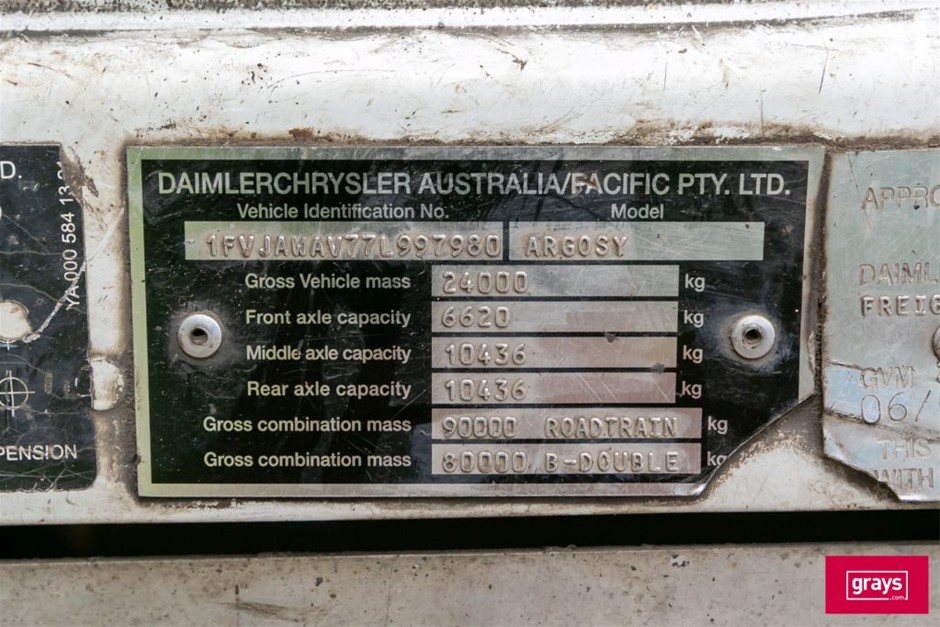 DAIMLERCHRYSLER AUSTRALIA/PACIFIC PTY. LTD.
Vehicle Identification No. Model
1FVJAWAV77L997980 ARGOSY
Gross Vehicle mass 24000 kg
Front axle capacity 6620 kg
Middle axle capacity 10436 kg
Rear axle capacity 10436 kg
Gross combination mass 90000 ROADTRAIN kg
Gross combination mass 80000 B-DOUBLE kg
D.
YA 000 584 13
PENSION
APPRO
DAIML
FREIG
GVM
06/
THIS
WITH
grays
.com